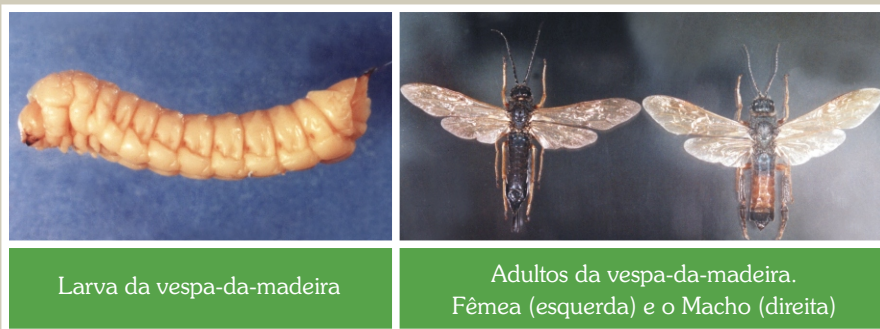 Larva da vespa-da-madeira
Adultos da vespa-da-madeira.
Fêmea (esquerda) e o Macho (direita)